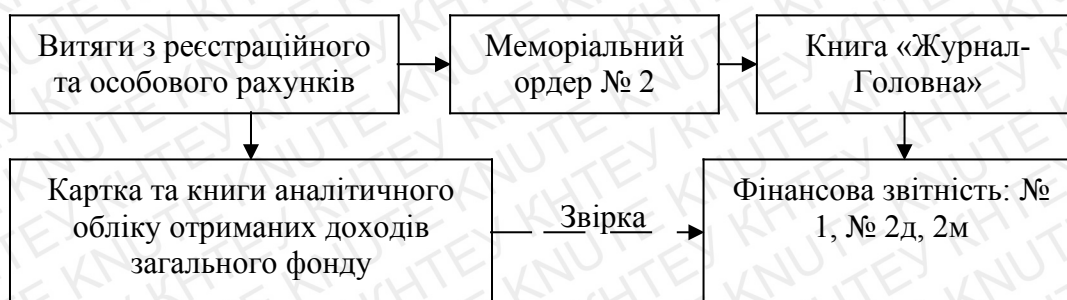 Витяги з реєстраційного
та особового рахунків
Меморіальний
ордер № 2
Книга «Журнал-
Головна»
Картка та книги аналітичного
обліку отриманих доходів
загального фонду
Звірка
Фінансова звітність: №
1, № 2д, 2м